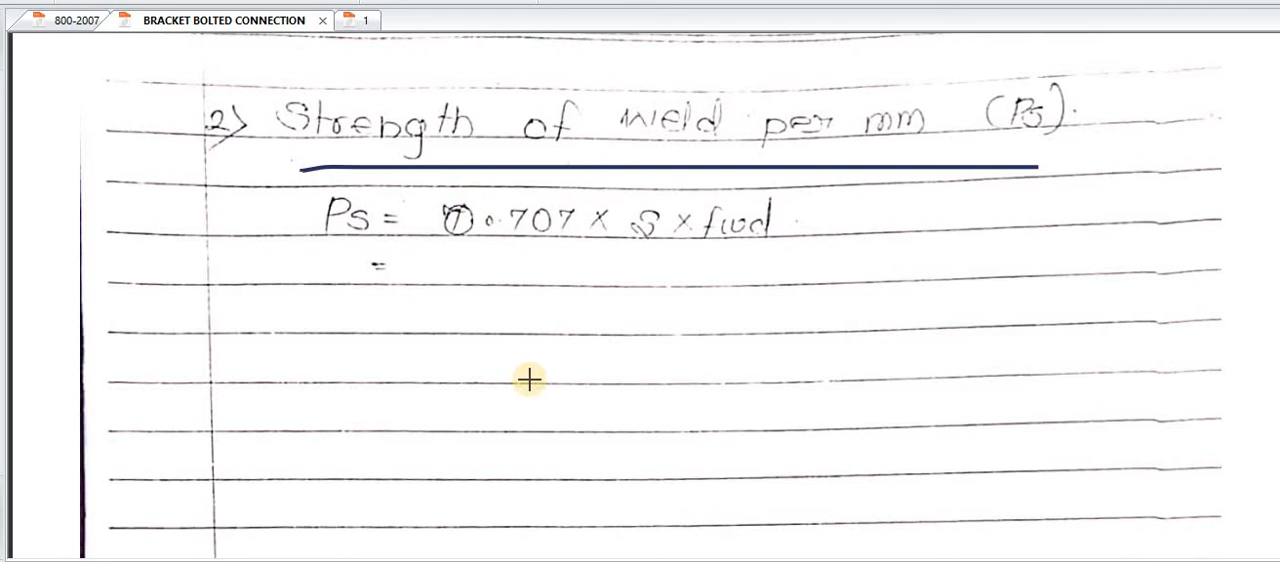 800-2007 BRACKET BOLTED CONNECTION 1
2) Strength of weld per mm (Ps).
Ps = 0.707 × S × fwd
=